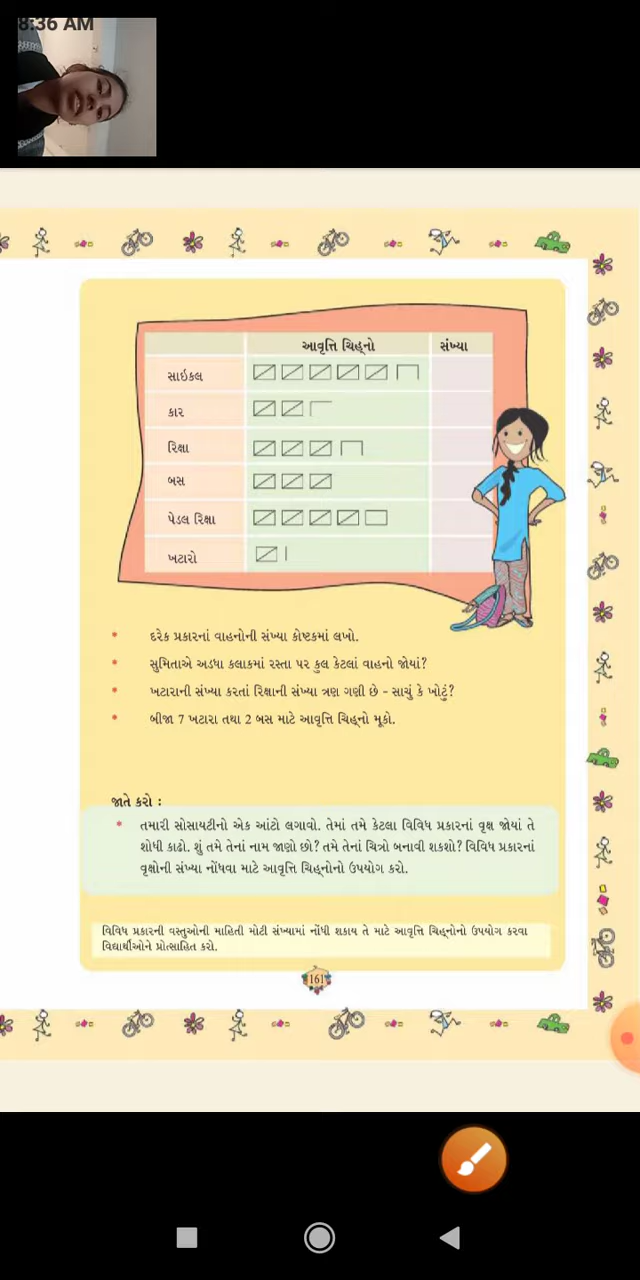 8:36 AM
આવૃત્તિ ચિહ્નો સંખ્યા
સાઇકલ
કાર
રિક્ષા
બસ
પેડલ રિક્ષા
ખટારો
• દરેક પ્રકારનાં વાહનોની સંખ્યા કોષ્ટકમાં લખો.
• સુમિતાએ અડધા કલાકમાં રસ્તા પર કુલ કેટલાં વાહનો જોયાં?
• ખટારાની સંખ્યા કરતાં રિક્ષાની સંખ્યા ત્રણ ગણી છે - સાચું કે ખોટું?
• બીજા 7 ખટારા તથા 2 બસ માટે આવૃત્તિ ચિહ્નો મૂકો.
જાતે કરો :
* તમારી સોસાયટીનો એક આંટો લગાવો. તેમાં તમે કેટલા વિવિધ પ્રકારનાં વૃક્ષ જોયાં તે
શોધી કાઢો. શું તમે તેનાં નામ જાણો છો? તમે તેનાં ચિત્રો બનાવી શકશો? વિવિધ પ્રકારનાં
વૃક્ષોની સંખ્યા નોંધવા માટે આવૃત્તિ ચિહ્નોનો ઉપયોગ કરો.
વિવિધ પ્રકારની વસ્તુઓની માહિતી મોટી સંખ્યામાં નોંધી શકાય તે માટે આવૃત્તિ ચિહ્નોનો ઉપયોગ કરવા
વિદ્યાર્થીઓને પ્રોત્સાહિત કરો.
161